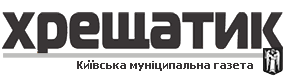 хрещатик
Київська муніципальна газета